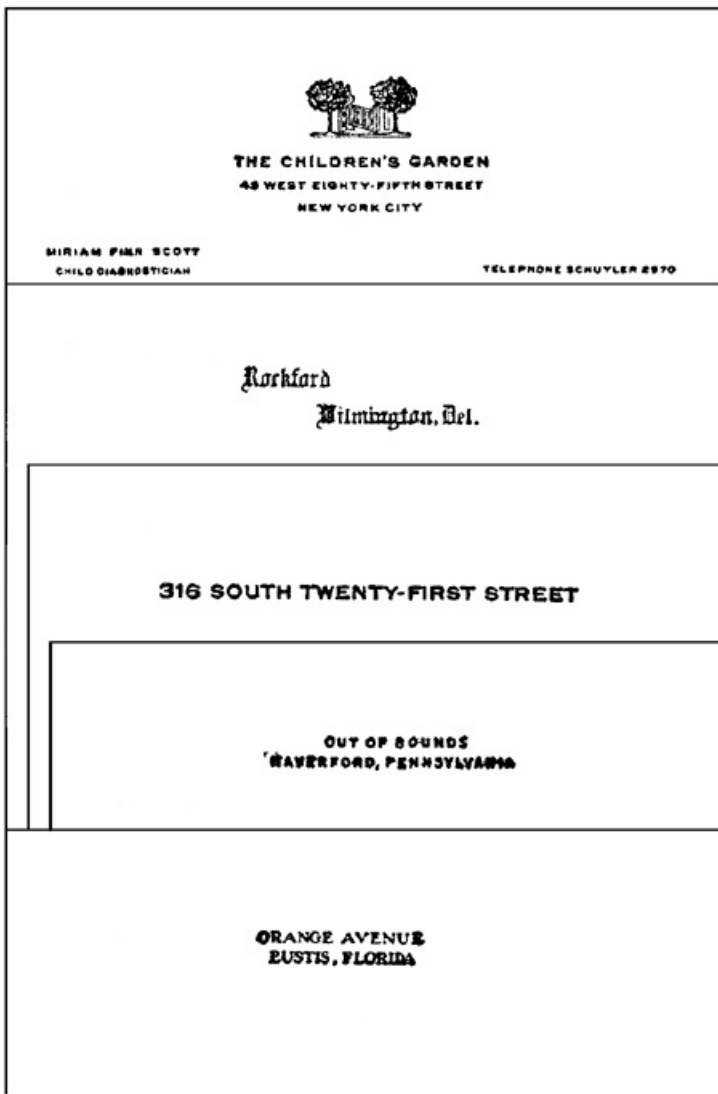 THE CHILDREN'S GARDEN
48 WEST EIGHTY-FIFTH STREET
NEW YORK CITY
MIRIAM FINN SCOTT
CHILD DIAGNOSTICIAN
TELEPHONE SCHUYLER 2970
Rockford
Wilmington, Del.
316 SOUTH TWENTY-FIRST STREET
OUT OF BOUNDS
HAVERFORD, PENNSYLVANIA
ORANGE AVENUE
EUSTIS, FLORIDA